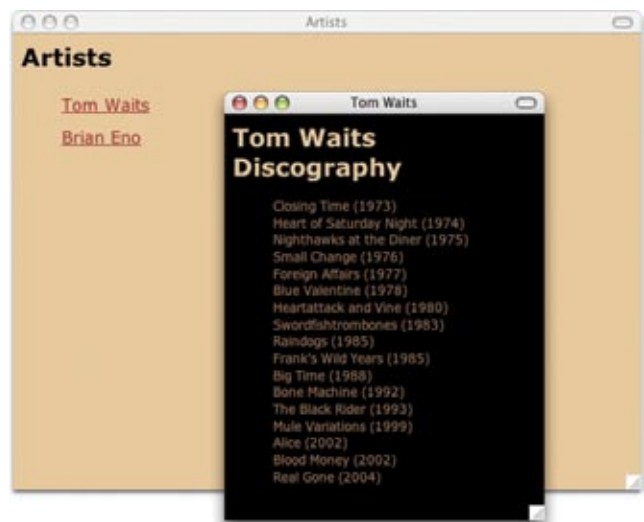 Artists
Artists
Tom Waits
Brian Eno
Tom Waits
Tom Waits
Discography
Closing Time (1973)
Heart of Saturday Night (1974)
Nighthawks at the Diner (1975)
Small Change (1976)
Foreign Affairs (1977)
Blue Valentine (1978)
Heartattack and Vine (1980)
Swordfishtrombones (1983)
Raindogs (1985)
Frank's Wild Years (1985)
Big Time (1988)
Bone Machine (1992)
The Black Rider (1993)
Mule Variations (1999)
Alice (2002)
Blood Money (2002)
Real Gone (2004)